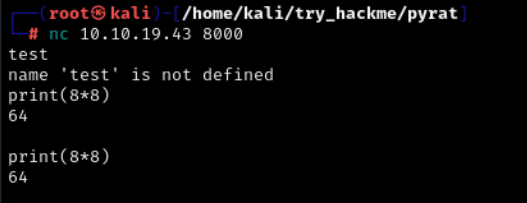 ┌──(root㉿kali)-[/home/kali/try_hackme/pyrat]
└─# nc 10.10.19.43 8000
test
name 'test' is not defined
print(8*8)
64
print(8*8)
64